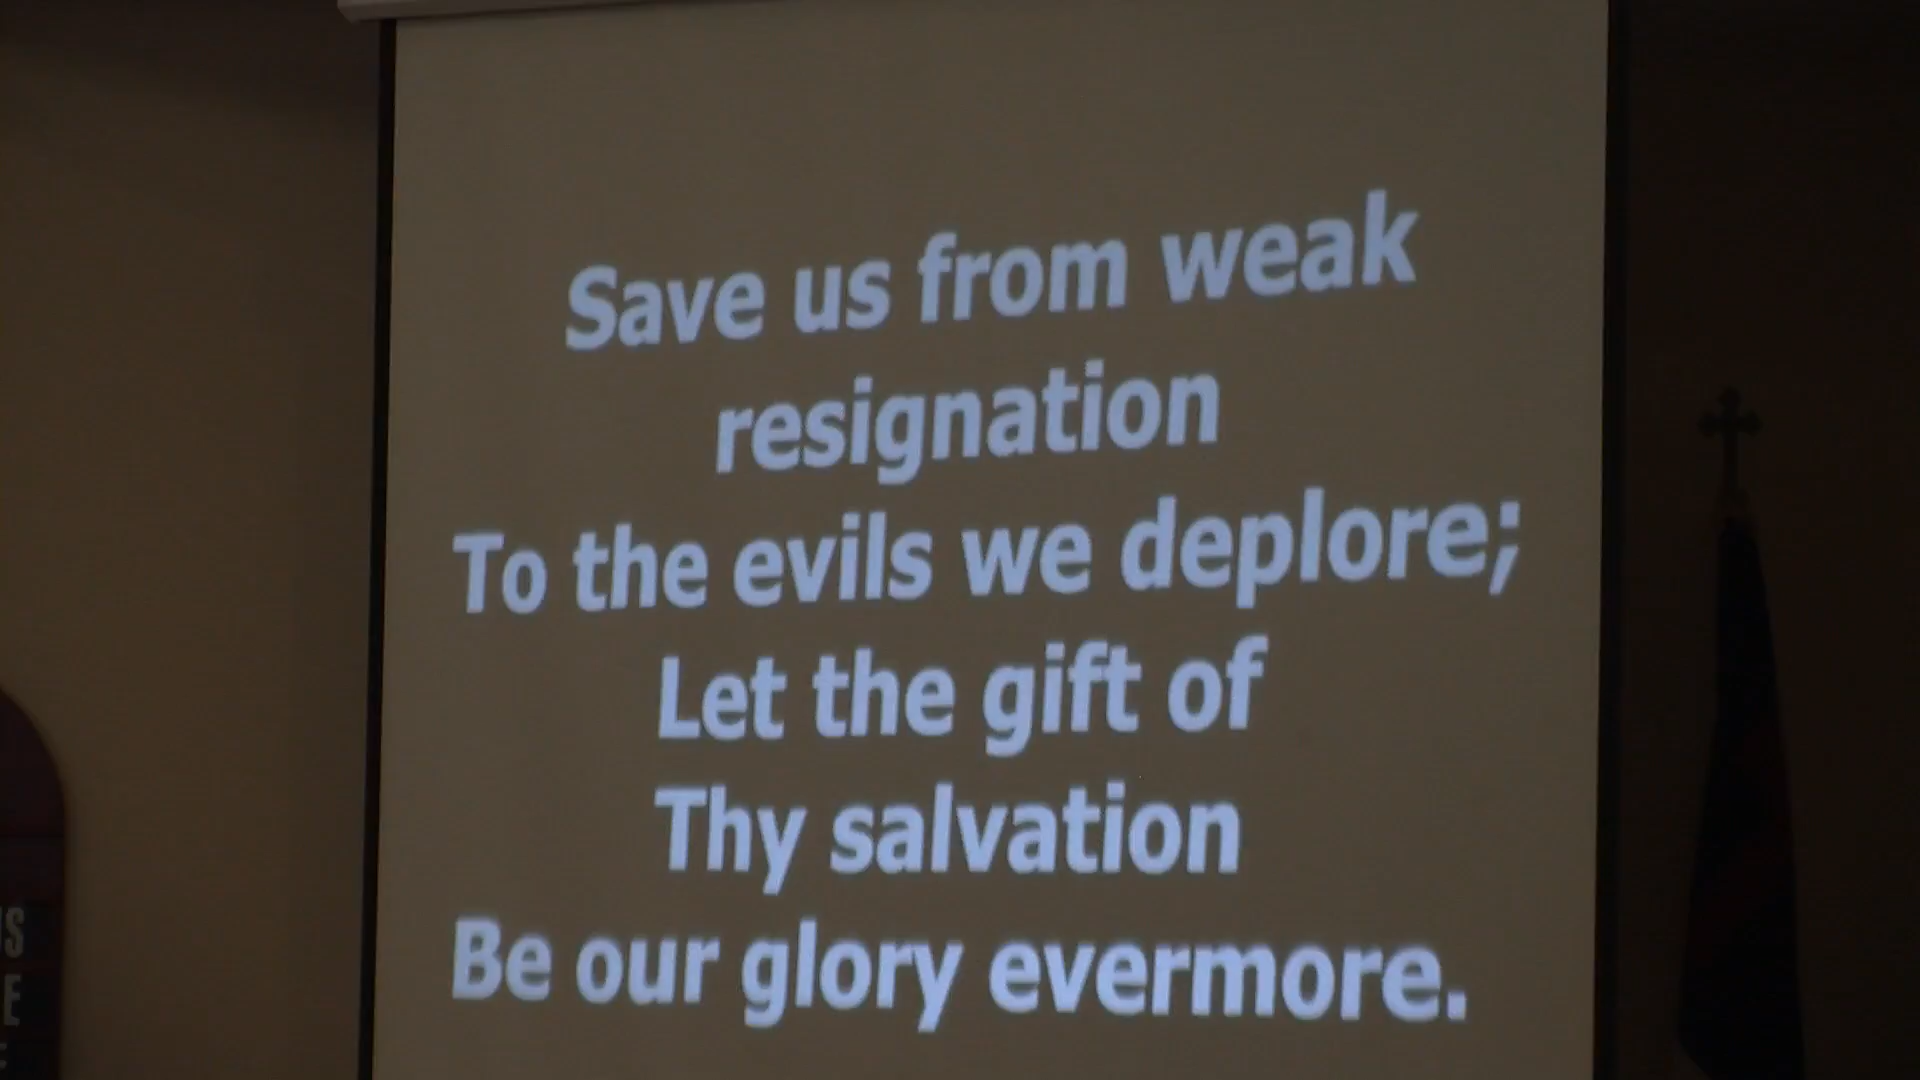 Save us from weak
resignation
To the evils we deplore;
Let the gift of
Thy salvation
Be our glory evermore.